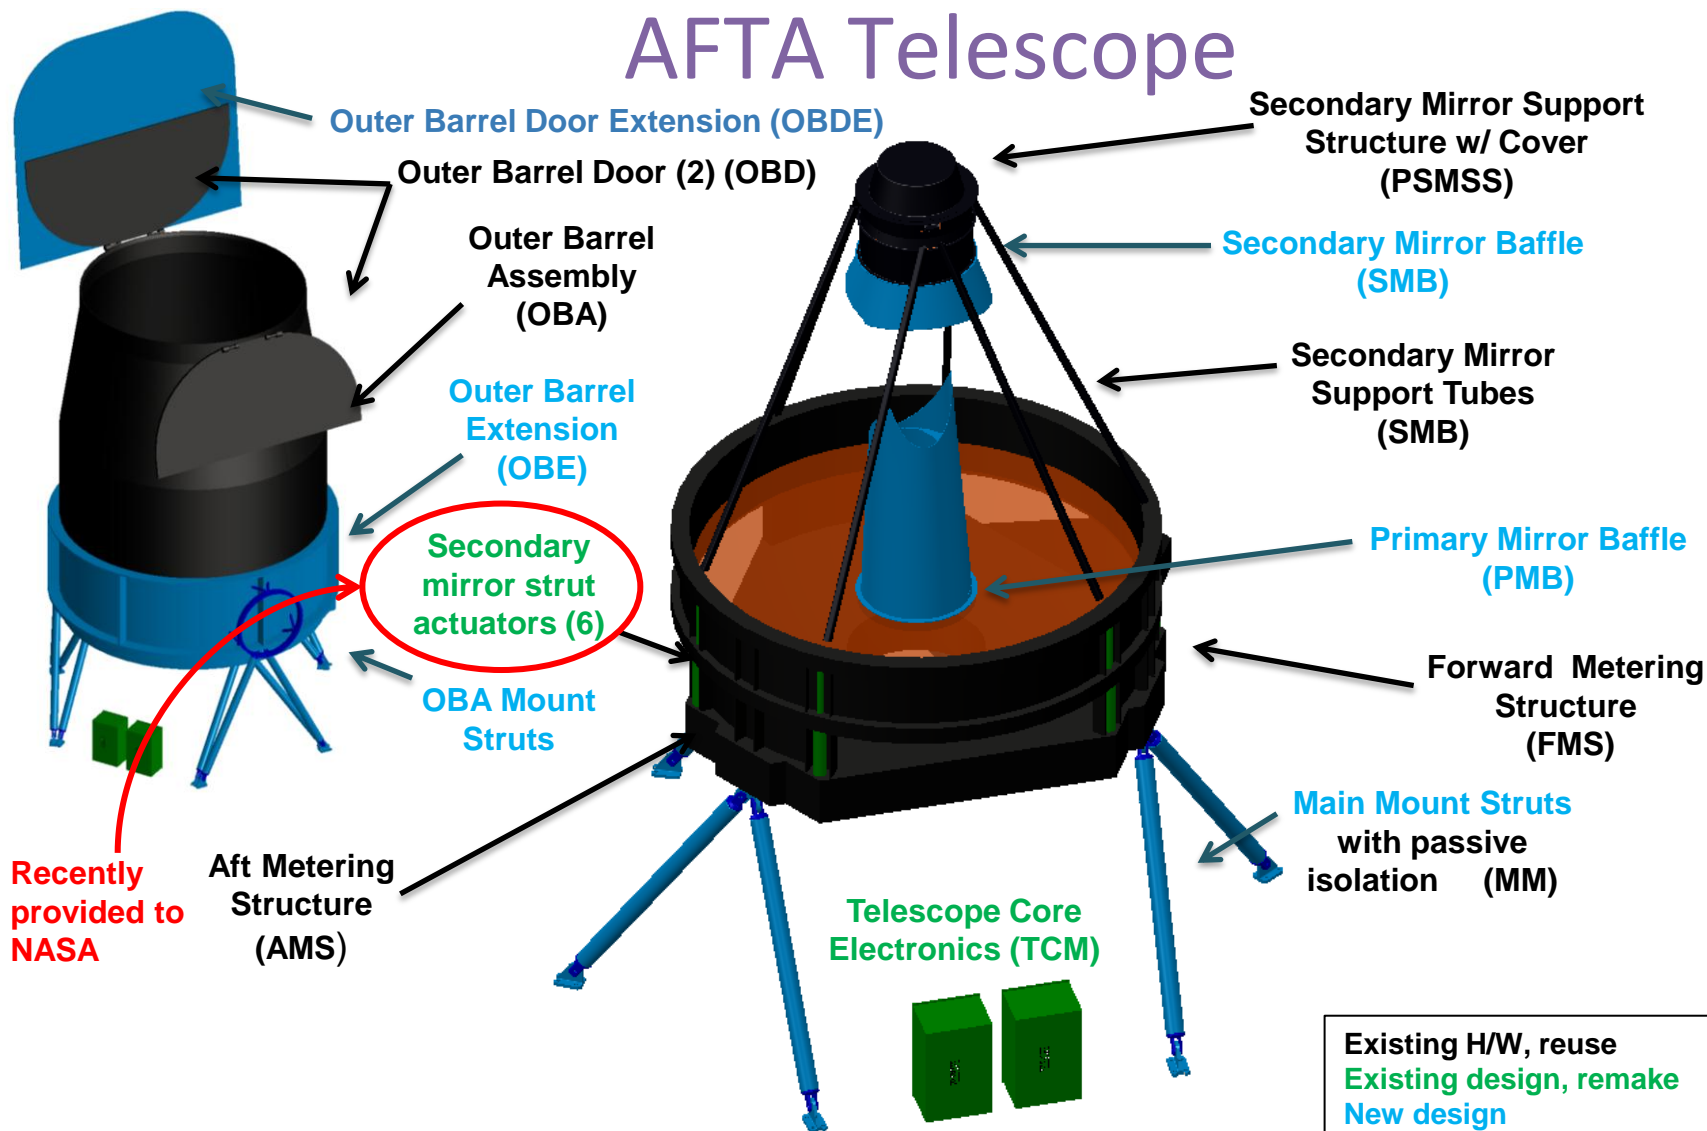 AFTA Telescope
Outer Barrel Door Extension (OBDE)
Outer Barrel Door (2) (OBD)
Outer Barrel
Assembly
(OBA)
Outer Barrel
Extension
(OBE)
Secondary
mirror strut
actuators (6)
OBA Mount
Struts
Recently
provided to
NASA
Aft Metering
Structure
(AMS)
Secondary Mirror Support
Structure w/ Cover
(PSMSS)
Secondary Mirror Baffle
(SMB)
Secondary Mirror
Support Tubes
(SMB)
Primary Mirror Baffle
(PMB)
Forward Metering
Structure
(FMS)
Main Mount Struts
with passive
isolation (MM)
Telescope Core
Electronics (TCM)
Existing H/W, reuse
Existing design, remake
New design